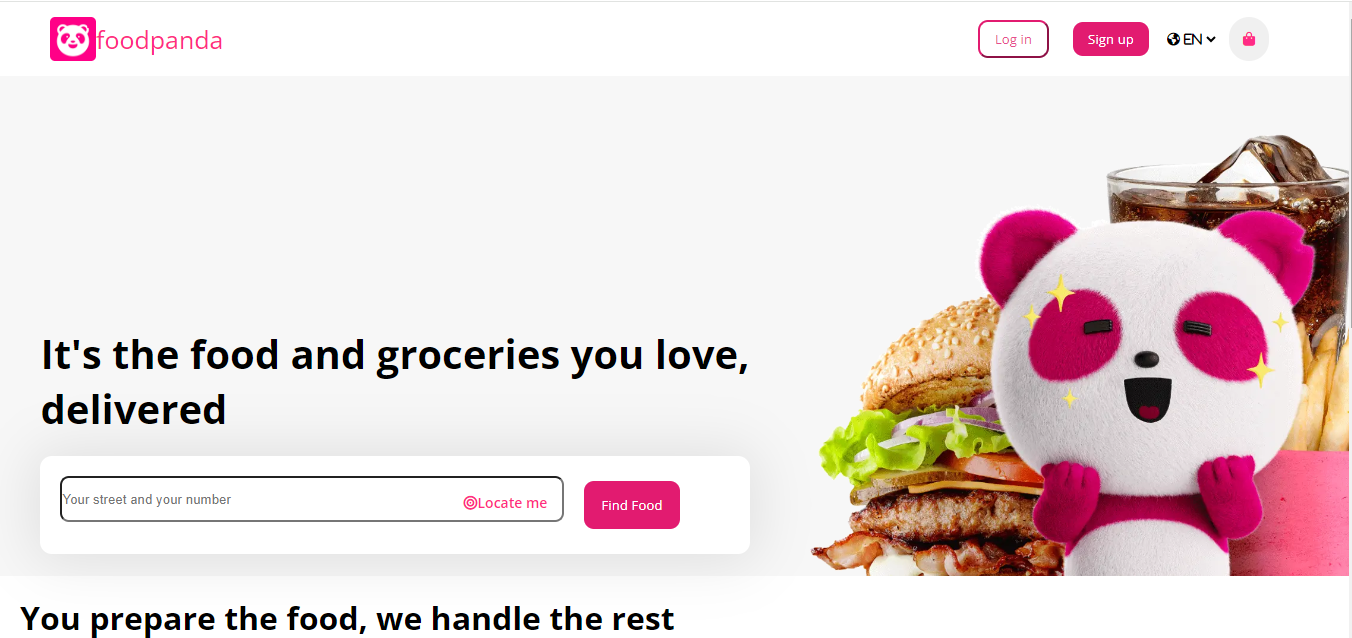 foodpanda
Log in
Sign up
EN
It's the food and groceries you love,
delivered
Your street and your number
Locate me
Find Food
You prepare the food, we handle the rest